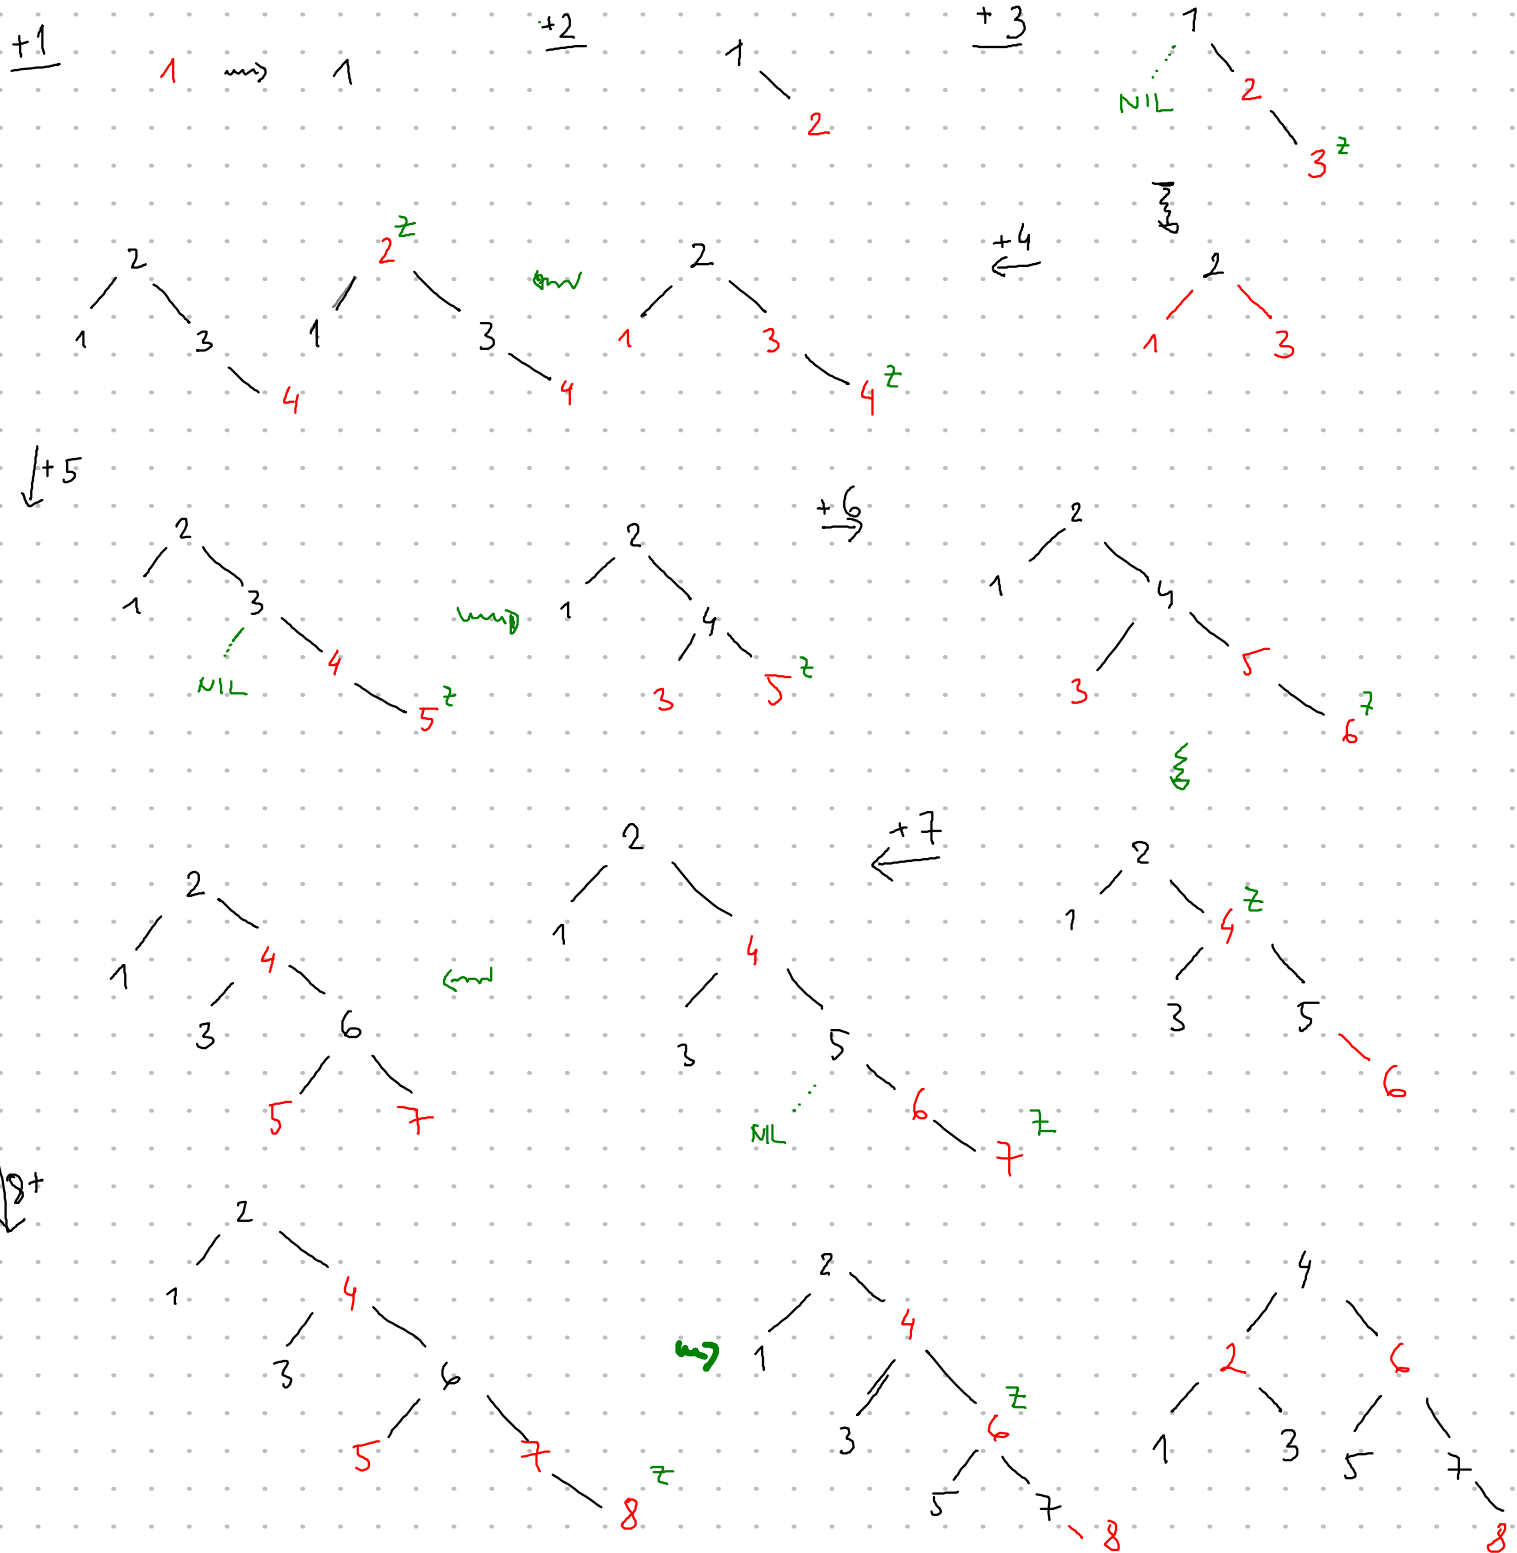 +1 1 1
+2 1 2
+3 1 NIL 2 3 z
2 1 3
+4
2 1 3 4 z
2 z 1 3 4
2 1 3 4
+5
2 1 3 NIL 4 5 z
2 1 4 3 5 z
+6
2 1 4 3 5 6 z
2 1 4 z 3 5 6
+7
2 1 4 3 5 NIL 6 7 z
2 1 4 3 6 5 7
8+
2 1 4 3 6 5 7 8 z
2 1 4 3 6 z 5 7 8
4 2 6 1 3 5 7 8